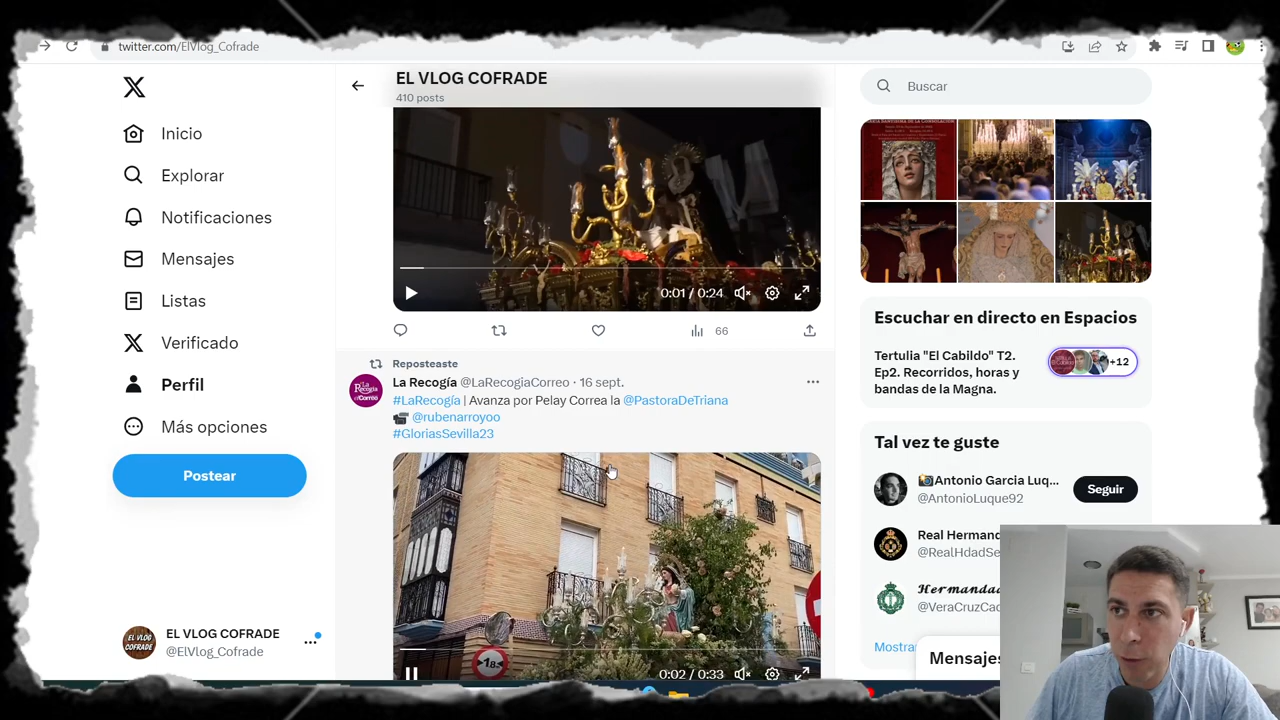 twitter.com/ElVlog_Cofrade
EL VLOG COFRADE
410 posts
Buscar
Inicio
Explorar
Notificaciones
Mensajes
Listas
Verificado
Perfil
Más opciones
Postear
EL VLOG COFRADE
@ElVlog_Cofrade
0:01 / 0:24
66
Reposteaste
La Recogía @LaRecogiaCorreo · 16 sept.
#LaRecogía | Avanza por Pelay Correa la @PastoraDeTriana
@rubenarroyoo
#GloriasSevilla23
18
0:02 / 0:33
Escuchar en directo en Espacios
Tertulia "El Cabildo" T2.
Ep2. Recorridos, horas y
bandas de la Magna.
+12
Tal vez te guste
Antonio Garcia Luq...
@AntonioLuque92
Seguir
Real Hermand
@RealHdadSe
Hermandad
@VeraCruzCad
Mostrar
Mensajes